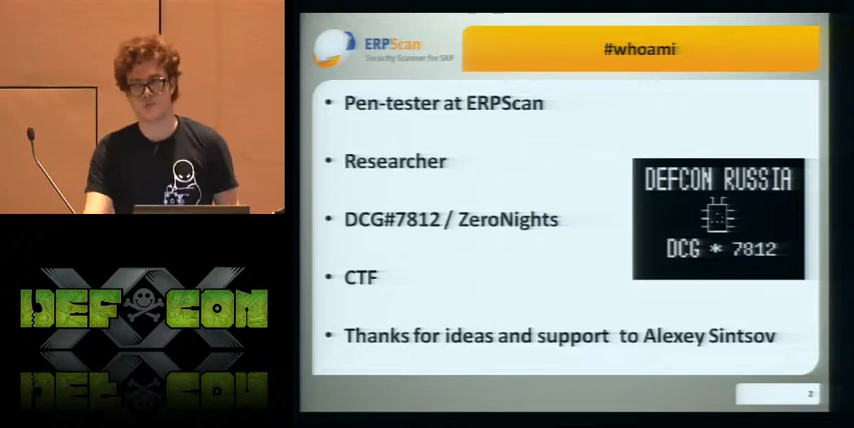 ERPScan
Security Scanner for SAP
#whoami
• Pen-tester at ERPScan
• Researcher
• DCG#7812 / ZeroNights
• CTF
• Thanks for ideas and support to Alexey Sintsov
DEFCON RUSSIA
DCG * 7812
2
DEF CON
XX